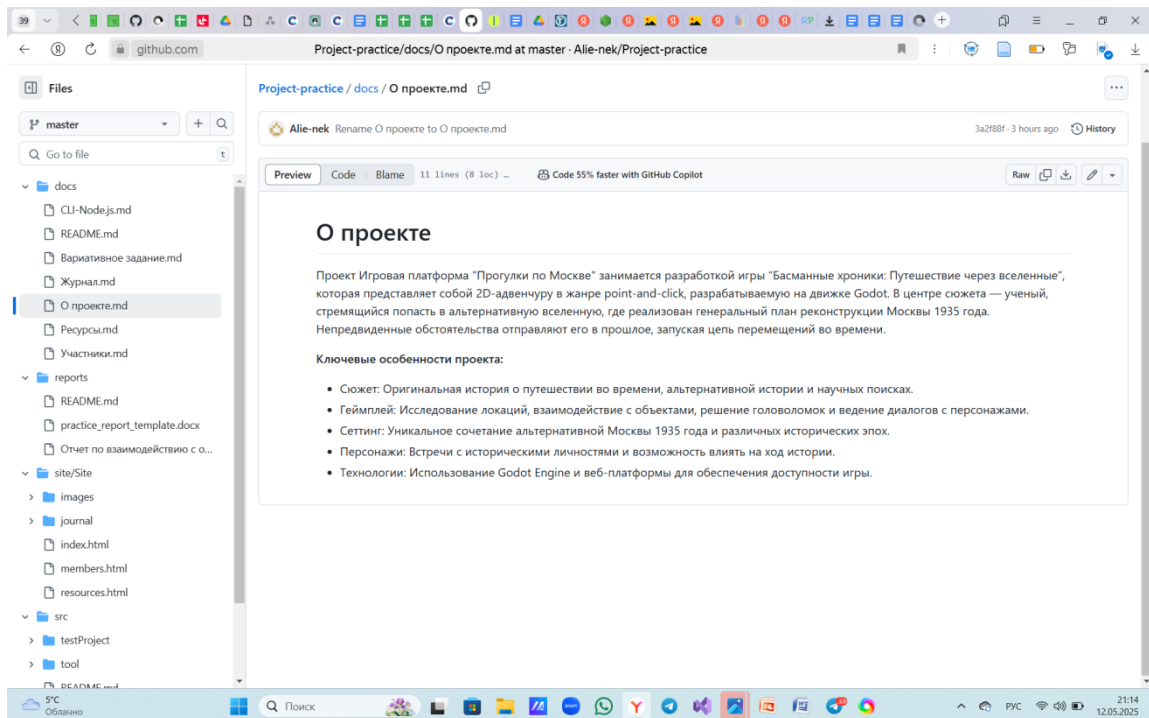 39
github.com
Project-practice/docs/О проекте.md at master · Alie-nek/Project-practice
Files
master
Go to file
t
docs
CLI-Node.js.md
README.md
Вариативное задание.md
Журнал.md
О проекте.md
Ресурсы.md
Участники.md
reports
README.md
practice_report_template.docx
Отчет по взаимодействию с о...
site/Site
images
journal
index.html
members.html
resources.html
src
testProject
tool
README.md
Project-practice / docs / О проекте.md
Alie-nek Rename О проекте to О проекте.md
3a2f88f · 3 hours ago History
Preview Code Blame 11 lines (8 loc) … Code 55% faster with GitHub Copilot
Raw
О проекте
Проект Игровая платформа "Прогулки по Москве" занимается разработкой игры "Басманные хроники: Путешествие через вселенные",
которая представляет собой 2D-адвенчуру в жанре point-and-click, разрабатываемую на движке Godot. В центре сюжета — ученый,
стремящийся попасть в альтернативную вселенную, где реализован генеральный план реконструкции Москвы 1935 года.
Непредвиденные обстоятельства отправляют его в прошлое, запуская цепь перемещений во времени.
Ключевые особенности проекта:
• Сюжет: Оригинальная история о путешествии во времени, альтернативной истории и научных поисках.
• Геймплей: Исследование локаций, взаимодействие с объектами, решение головоломок и ведение диалогов с персонажами.
• Сеттинг: Уникальное сочетание альтернативной Москвы 1935 года и различных исторических эпох.
• Персонажи: Встречи с историческими личностями и возможность влиять на ход истории.
• Технологии: Использование Godot Engine и веб-платформы для обеспечения доступности игры.
5°C
Облачно
Поиск
РУС
21:14
12.05.2025